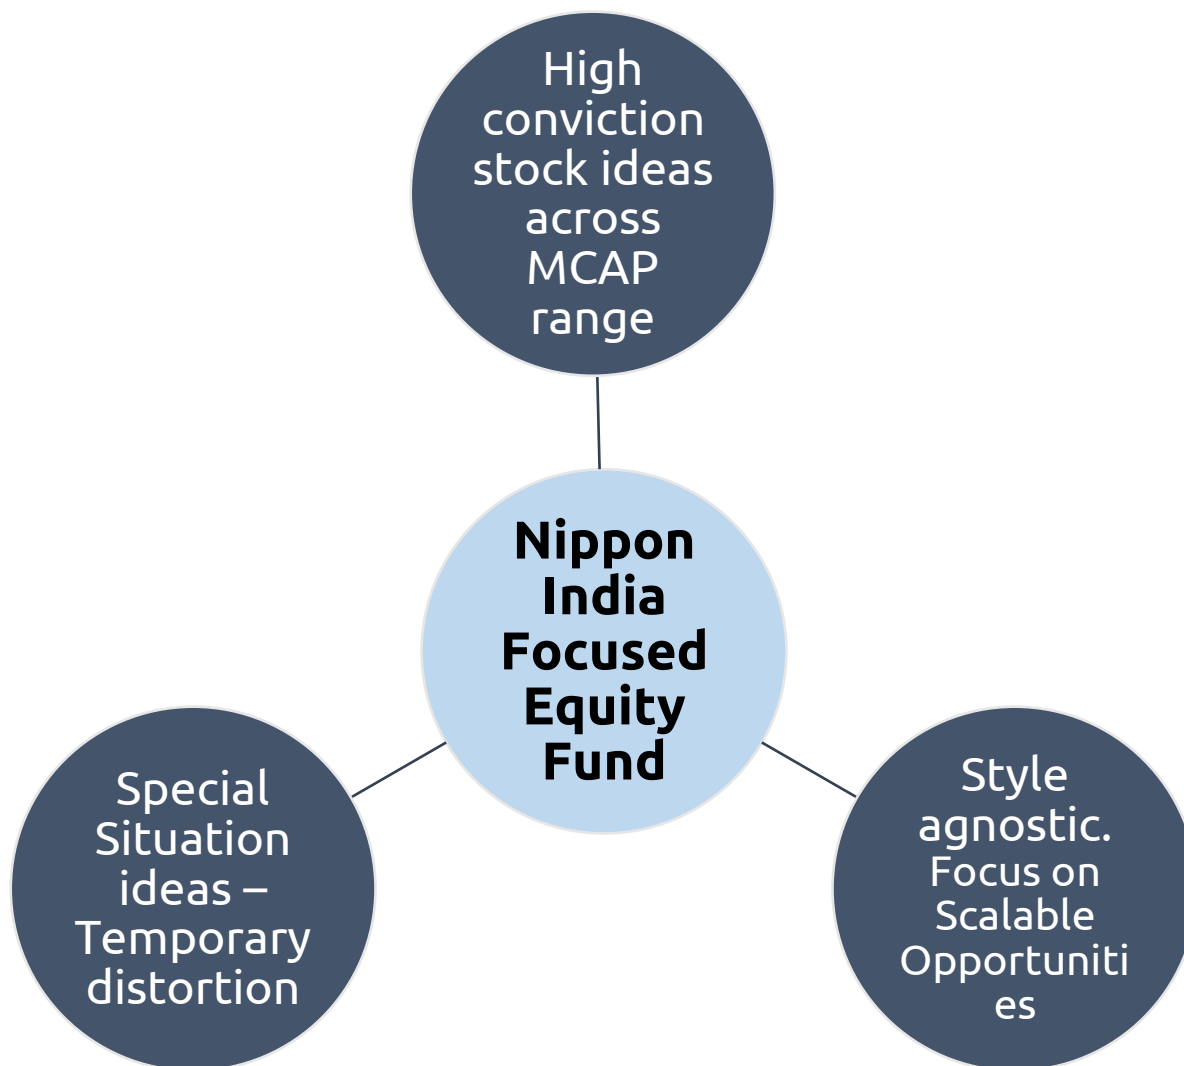 High
conviction
stock ideas
across
MCAP
range
Nippon
India
Focused
Equity
Fund
Special
Situation
ideas –
Temporary
distortion
Style
agnostic.
Focus on
Scalable
Opportuniti
es